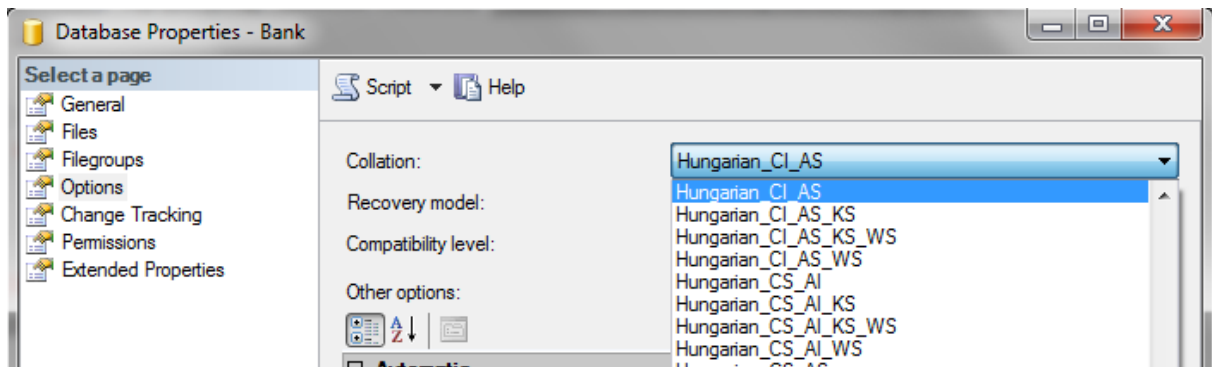 Database Properties - Bank
Select a page
General
Files
Filegroups
Options
Change Tracking
Permissions
Extended Properties
Script
Help
Collation:
Hungarian_CI_AS
Recovery model:
Compatibility level:
Other options:
Hungarian_CI_AS
Hungarian_CI_AS_KS
Hungarian_CI_AS_KS_WS
Hungarian_CI_AS_WS
Hungarian_CS_AI
Hungarian_CS_AI_KS
Hungarian_CS_AI_KS_WS
Hungarian_CS_AI_WS